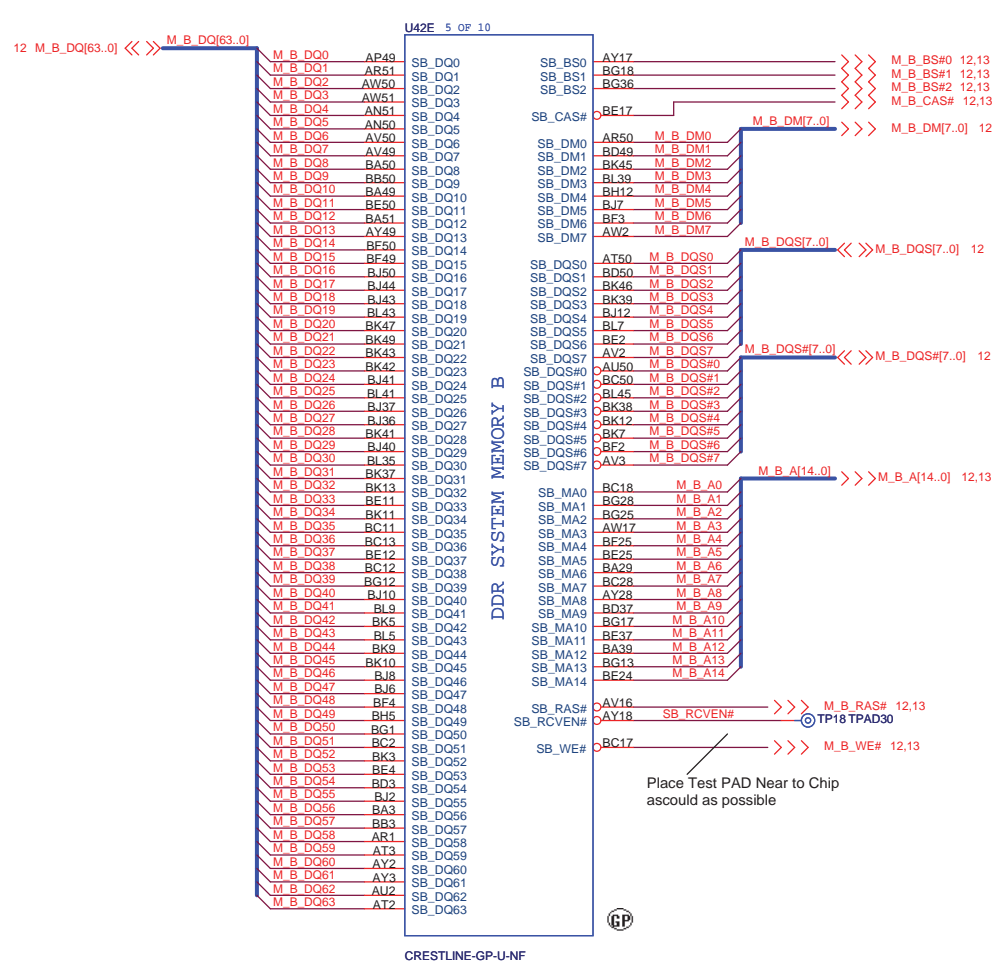 U42E 5 OF 10
12 M_B_DQ[63..0] M_B_DQ[63..0]
M_B_DQ0 AP49 SB_DQ0
M_B_DQ1 AR51 SB_DQ1
M_B_DQ2 AW50 SB_DQ2
M_B_DQ3 AW51 SB_DQ3
M_B_DQ4 AN51 SB_DQ4
M_B_DQ5 AN50 SB_DQ5
M_B_DQ6 AV50 SB_DQ6
M_B_DQ7 AV49 SB_DQ7
M_B_DQ8 BA50 SB_DQ8
M_B_DQ9 BB50 SB_DQ9
M_B_DQ10 BA49 SB_DQ10
M_B_DQ11 BE50 SB_DQ11
M_B_DQ12 BA51 SB_DQ12
M_B_DQ13 AY49 SB_DQ13
M_B_DQ14 BF50 SB_DQ14
M_B_DQ15 BF49 SB_DQ15
M_B_DQ16 BJ50 SB_DQ16
M_B_DQ17 BJ44 SB_DQ17
M_B_DQ18 BJ43 SB_DQ18
M_B_DQ19 BL43 SB_DQ19
M_B_DQ20 BK47 SB_DQ20
M_B_DQ21 BK49 SB_DQ21
M_B_DQ22 BK43 SB_DQ22
M_B_DQ23 BK42 SB_DQ23
M_B_DQ24 BJ41 SB_DQ24
M_B_DQ25 BL41 SB_DQ25
M_B_DQ26 BJ37 SB_DQ26
M_B_DQ27 BJ36 SB_DQ27
M_B_DQ28 BK41 SB_DQ28
M_B_DQ29 BJ40 SB_DQ29
M_B_DQ30 BL35 SB_DQ30
M_B_DQ31 BK37 SB_DQ31
M_B_DQ32 BK13 SB_DQ32
M_B_DQ33 BE11 SB_DQ33
M_B_DQ34 BK11 SB_DQ34
M_B_DQ35 BC11 SB_DQ35
M_B_DQ36 BC13 SB_DQ36
M_B_DQ37 BE12 SB_DQ37
M_B_DQ38 BC12 SB_DQ38
M_B_DQ39 BG12 SB_DQ39
M_B_DQ40 BJ10 SB_DQ40
M_B_DQ41 BL9 SB_DQ41
M_B_DQ42 BK5 SB_DQ42
M_B_DQ43 BL5 SB_DQ43
M_B_DQ44 BK9 SB_DQ44
M_B_DQ45 BK10 SB_DQ45
M_B_DQ46 BJ8 SB_DQ46
M_B_DQ47 BJ6 SB_DQ47
M_B_DQ48 BF4 SB_DQ48
M_B_DQ49 BH5 SB_DQ49
M_B_DQ50 BG1 SB_DQ50
M_B_DQ51 BC2 SB_DQ51
M_B_DQ52 BK3 SB_DQ52
M_B_DQ53 BE4 SB_DQ53
M_B_DQ54 BD3 SB_DQ54
M_B_DQ55 BJ2 SB_DQ55
M_B_DQ56 BA3 SB_DQ56
M_B_DQ57 BB3 SB_DQ57
M_B_DQ58 AR1 SB_DQ58
M_B_DQ59 AT3 SB_DQ59
M_B_DQ60 AY2 SB_DQ60
M_B_DQ61 AY3 SB_DQ61
M_B_DQ62 AU2 SB_DQ62
M_B_DQ63 AT2 SB_DQ63
DDR SYSTEM MEMORY B
SB_BS0 AY17 M_B_BS#0 12,13
SB_BS1 BG18 M_B_BS#1 12,13
SB_BS2 BG36 M_B_BS#2 12,13
SB_CAS# BE17 M_B_CAS# 12,13
M_B_DM[7..0] M_B_DM[7..0] 12
SB_DM0 AR50 M_B_DM0
SB_DM1 BD49 M_B_DM1
SB_DM2 BK45 M_B_DM2
SB_DM3 BL39 M_B_DM3
SB_DM4 BH12 M_B_DM4
SB_DM5 BJ7 M_B_DM5
SB_DM6 BF3 M_B_DM6
SB_DM7 AW2 M_B_DM7
M_B_DQS[7..0] M_B_DQS[7..0] 12
SB_DQS0 AT50 M_B_DQS0
SB_DQS1 BD50 M_B_DQS1
SB_DQS2 BK46 M_B_DQS2
SB_DQS3 BK39 M_B_DQS3
SB_DQS4 BJ12 M_B_DQS4
SB_DQS5 BL7 M_B_DQS5
SB_DQS6 BE2 M_B_DQS6
SB_DQS7 AV2 M_B_DQS7
M_B_DQS#[7..0] M_B_DQS#[7..0] 12
SB_DQS#0 AU50 M_B_DQS#0
SB_DQS#1 BC50 M_B_DQS#1
SB_DQS#2 BL45 M_B_DQS#2
SB_DQS#3 BK38 M_B_DQS#3
SB_DQS#4 BK12 M_B_DQS#4
SB_DQS#5 BK7 M_B_DQS#5
SB_DQS#6 BF2 M_B_DQS#6
SB_DQS#7 AV3 M_B_DQS#7
M_B_A[14..0] M_B_A[14..0] 12,13
SB_MA0 BC18 M_B_A0
SB_MA1 BG28 M_B_A1
SB_MA2 BG25 M_B_A2
SB_MA3 AW17 M_B_A3
SB_MA4 BF25 M_B_A4
SB_MA5 BE25 M_B_A5
SB_MA6 BA29 M_B_A6
SB_MA7 BC28 M_B_A7
SB_MA8 AY28 M_B_A8
SB_MA9 BD37 M_B_A9
SB_MA10 BG17 M_B_A10
SB_MA11 BE37 M_B_A11
SB_MA12 BA39 M_B_A12
SB_MA13 BG13 M_B_A13
SB_MA14 BE24 M_B_A14
SB_RAS# AV16 M_B_RAS# 12,13
SB_RCVEN# AY18 SB_RCVEN# TP18 TPAD30
SB_WE# BC17 M_B_WE# 12,13
Place Test PAD Near to Chip
ascould as possible
GP
CRESTLINE-GP-U-NF